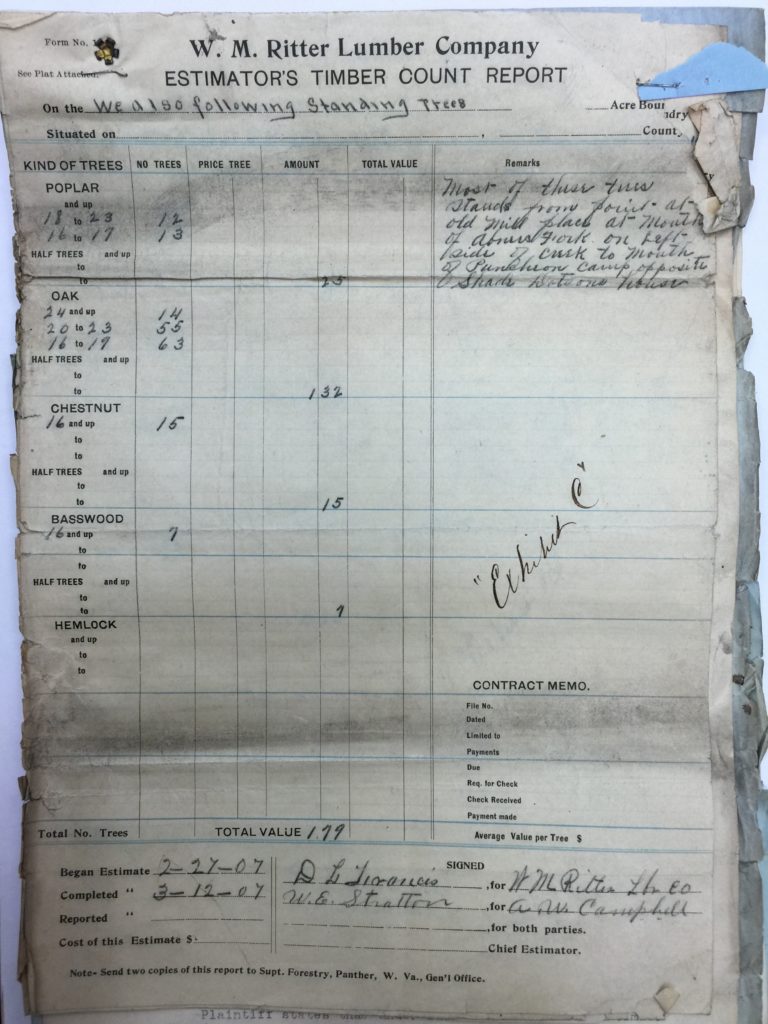 Form No.
W. M. Ritter Lumber Company
See Plat Attached.
ESTIMATOR'S TIMBER COUNT REPORT
On the We also following Standing Trees Acre Boundry
Situated on , County,
KIND OF TREES NO TREES PRICE TREE AMOUNT TOTAL VALUE Remarks
POPLAR
and up
18 to 23 12
16 to 17 13
HALF TREES and up
to
to 25
Most of these trees
stands from point at
old mill place at Mouth
of Abners Fork on Left
side of creek to Mouth
of Puncheon Camp opposite
Shade Dotsons house
OAK
24 and up 14
20 to 23 55
16 to 19 63
HALF TREES and up
to
to 132
CHESTNUT
16 and up 15
to
to
HALF TREES and up
to
to 15
BASSWOOD
16 and up 7
to
to
HALF TREES and up
to
to 7
"Exhibit C"
HEMLOCK
and up
to
to
CONTRACT MEMO.
File No.
Dated
Limited to
Payments
Due
Req. for Check
Check Received
Payment made
Total No. Trees TOTAL VALUE 179 Average Value per Tree $
SIGNED
Began Estimate 2-27-07 D L Francis , for W M Ritter Lbr Co
Completed " 3-12-07 W. E. Stratton , for Campbell
Reported " , for both parties.
Cost of this Estimate $ Chief Estimator.
Note- Send two copies of this report to Supt. Forestry, Panther, W. Va., Gen'l Office.
Plaintiff states that